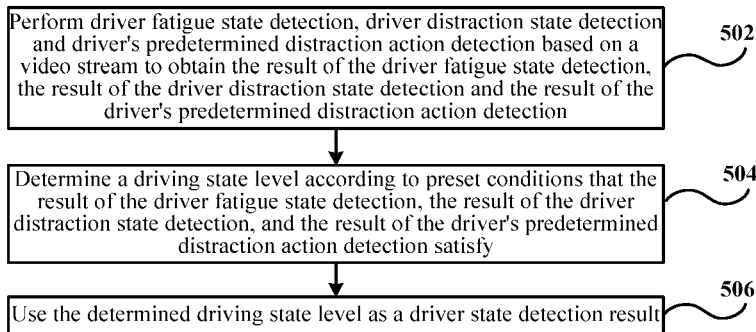 Perform driver fatigue state detection, driver distraction state detection
and driver's predetermined distraction action detection based on a
video stream to obtain the result of the driver fatigue state detection,
the result of the driver distraction state detection and the result of the
driver's predetermined distraction action detection
502
Determine a driving state level according to preset conditions that the
result of the driver fatigue state detection, the result of the driver
distraction state detection, and the result of the driver's predetermined
distraction action detection satisfy
504
Use the determined driving state level as a driver state detection result
506